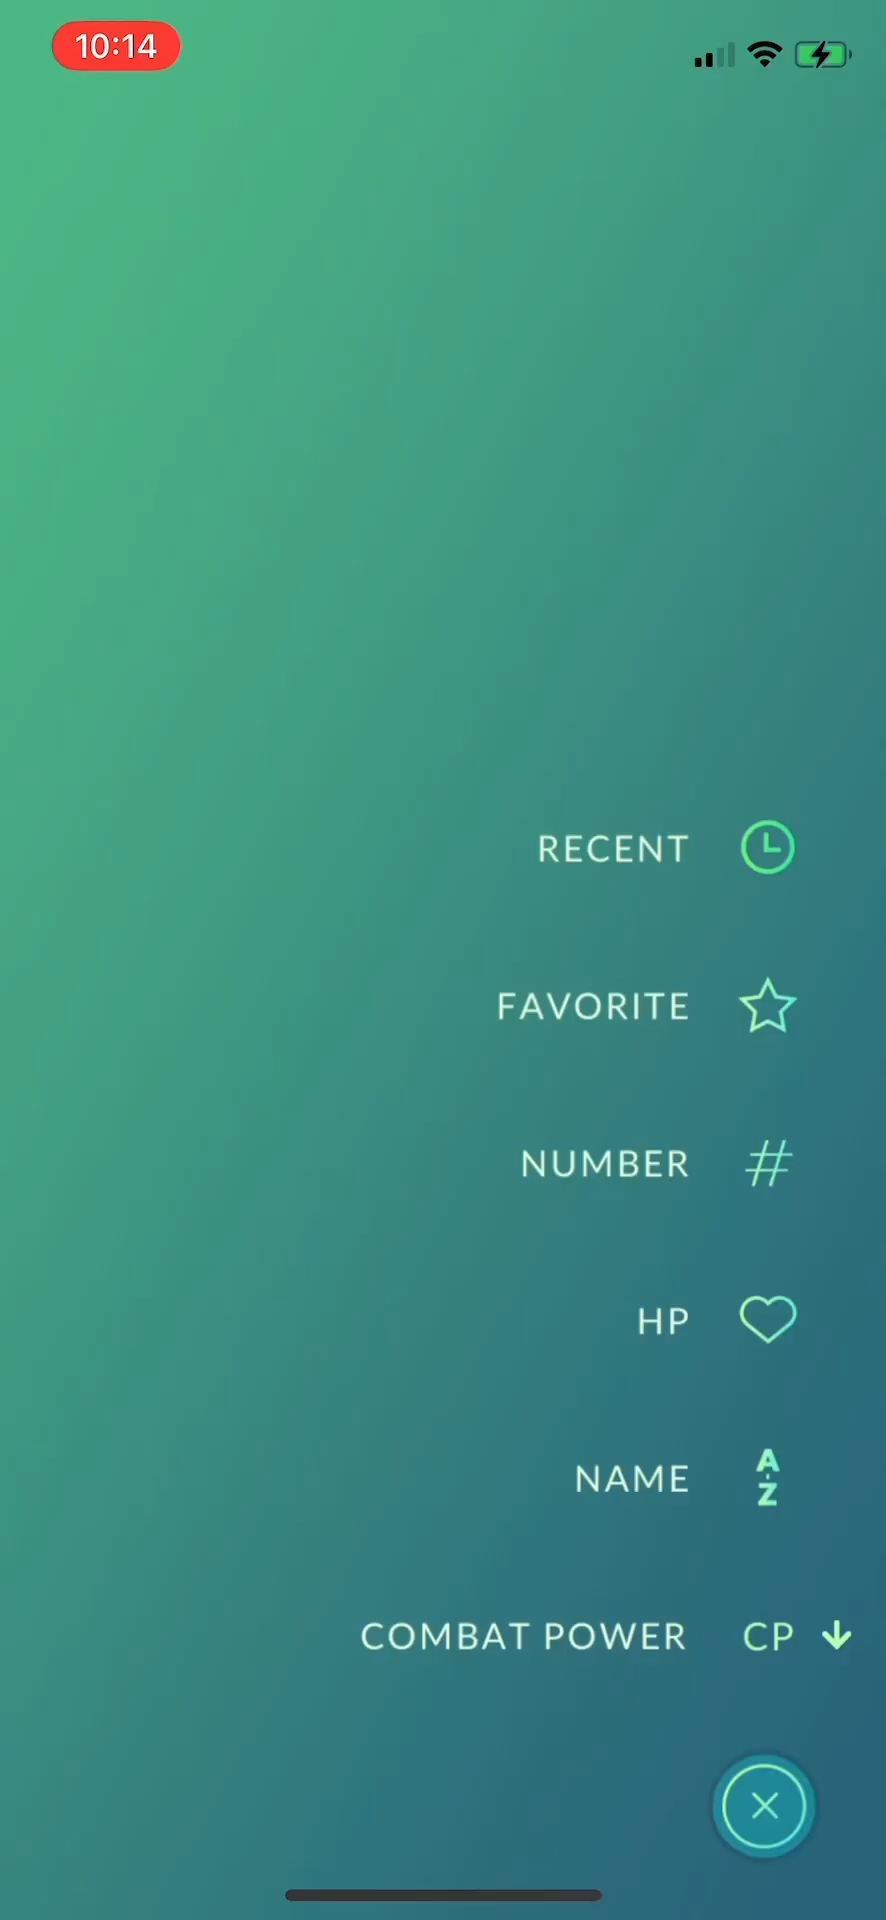 10:14
RECENT
FAVORITE
NUMBER #
HP
NAME A-Z
COMBAT POWER CP